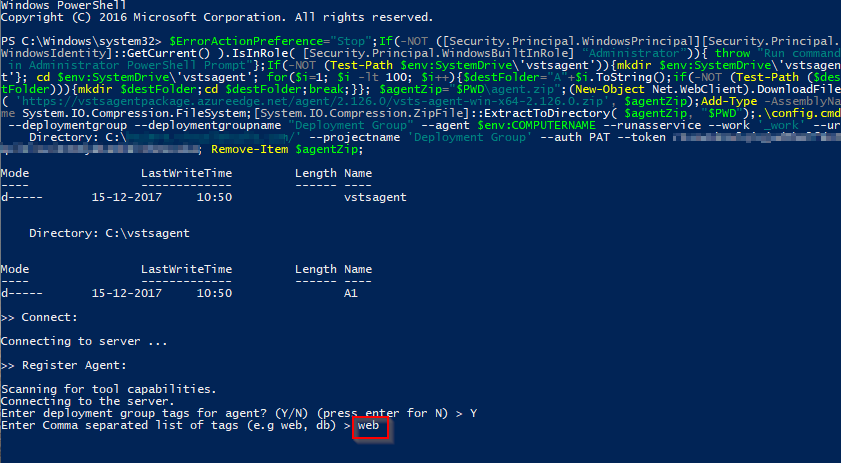 Windows PowerShell
Copyright (C) 2016 Microsoft Corporation. All rights reserved.
PS C:\Windows\system32> $ErrorActionPreference="Stop";If(-NOT ([Security.Principal.WindowsPrincipal][Security.Principal.
WindowsIdentity]::GetCurrent() ).IsInRole( [Security.Principal.WindowsBuiltInRole] "Administrator")){ throw "Run command
in Administrator PowerShell Prompt"};If(-NOT (Test-Path $env:SystemDrive\'vstsagent')){mkdir $env:SystemDrive\'vstsagen
t'}; cd $env:SystemDrive\'vstsagent'; for($i=1; $i -lt 100; $i++){$destFolder="A"+$i.ToString();if(-NOT (Test-Path ($des
tFolder))){mkdir $destFolder;cd $destFolder;break;}}; $agentZip="$PWD\agent.zip";(New-Object Net.WebClient).DownloadFile
( 'https://vstsagentpackage.azureedge.net/agent/2.126.0/vsts-agent-win-x64-2.126.0.zip', $agentZip);Add-Type -AssemblyNa
me System.IO.Compression.FileSystem;[System.IO.Compression.ZipFile]::ExtractToDirectory( $agentZip, "$PWD");.\config.cmd
--deploymentgroup --deploymentgroupname "Deployment Group" --agent $env:COMPUTERNAME --runasservice --work '_work' --ur
Directory: C:\ /' --projectname 'Deployment Group' --auth PAT --token
; Remove-Item $agentZip;
Mode LastWriteTime Length Name
---- ------------- ------ ----
d----- 15-12-2017 10:50 vstsagent
Directory: C:\vstsagent
Mode LastWriteTime Length Name
---- ------------- ------ ----
d----- 15-12-2017 10:50 A1
>> Connect:
Connecting to server ...
>> Register Agent:
Scanning for tool capabilities.
Connecting to the server.
Enter deployment group tags for agent? (Y/N) (press enter for N) > Y
Enter Comma separated list of tags (e.g web, db) > web